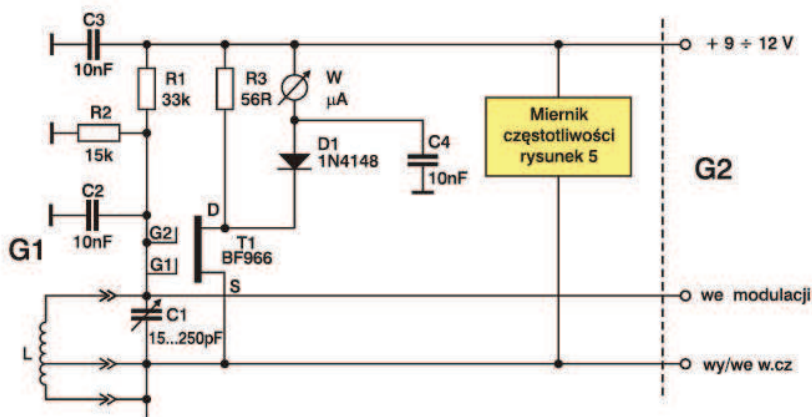 C3
10nF
R1
33k
R3
56R
W
µA
+ 9 ÷ 12 V
R2
15k
D1
1N4148
C4
10nF
Miernik
częstotliwości
rysunek 5
G2
C2
10nF
G1
G2
G1
D
T1
BF966
S
we modulacji
C1
15...250pF
L
wy/we w.cz